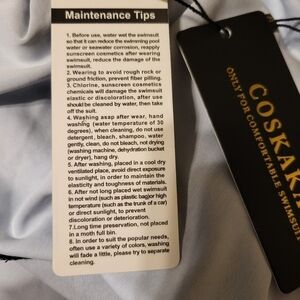 Maintenance Tips
1. Before use, water wet the swimsuit
so that it can reduce the swimming pool
water or seawater corrosion, reapply
sunscreen cosmetics after wearing
swimsuit, reduce the damage of the
swimsuit.
2. Wearing to avoid rough rock or
ground friction, prevent fiber pilling.
3. Chlorine, sunscreen cosmetics
chemicals will damage the swimsuit
elastic or discoloration, after use
should be cleaned by water, then take
off the suit.
4. Washing asap after wear, hand
washing (water temperature of 30
degrees), when cleaning, do not use
detergent, bleach, shampoo, water
gently, clean, do not bleach, not drying
(washing machine, dehydration bucket
or dryer), hang dry.
5. After washing, placed in a cool dry
ventilated place, avoid direct exposure
to sunlight, in order to maintain the
elasticity and toughness of materials.
6. After not long placed wet swimsuit
in not wind (such as plastic bag)or high
temperature (such as the trunk of a car)
or direct sunlight, to prevent
discoloration or deterioration.
7.Long time preservation, not placed
in a moth full bin.
8. In order to suit the popular needs,
often use a variety of colors, washing
will fade a little, please try to separate
cleaning.
COSKAK
ONLY FOR COMFORTABLE SWIMSUIT